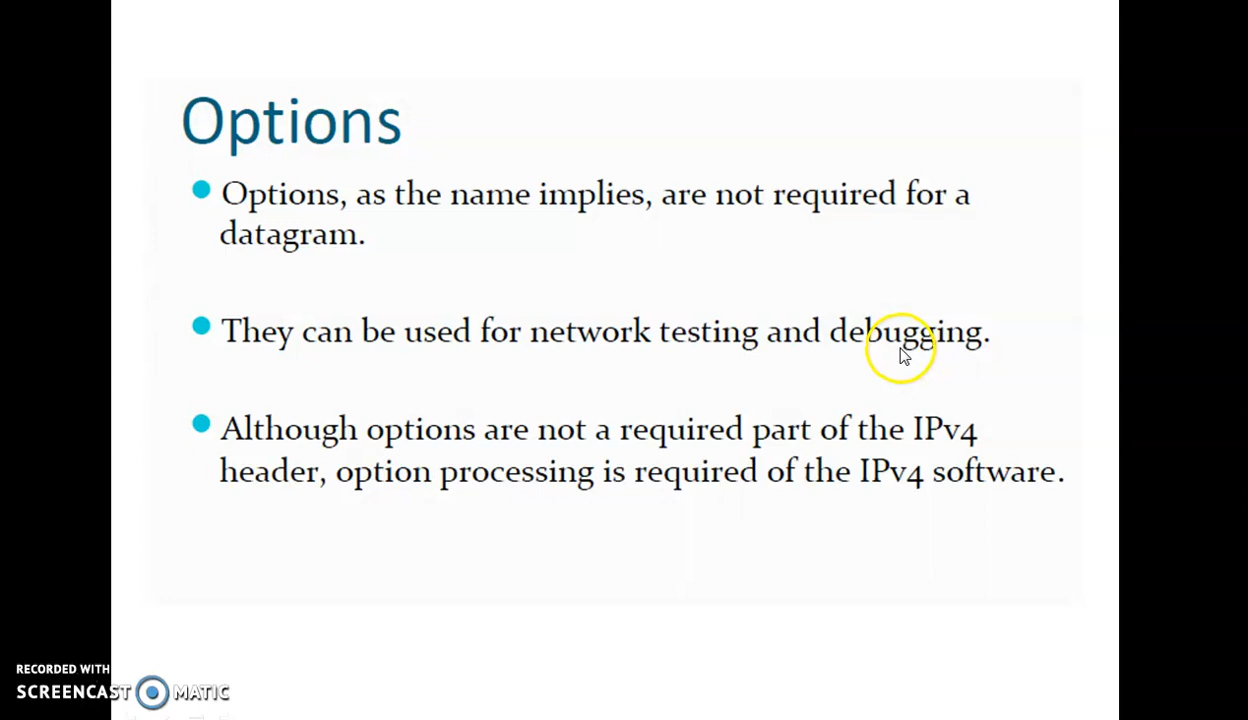 Options
Options, as the name implies, are not required for a
datagram.
They can be used for network testing and debugging.
Although options are not a required part of the IPv4
header, option processing is required of the IPv4 software.
RECORDED WITH
SCREENCAST MATIC